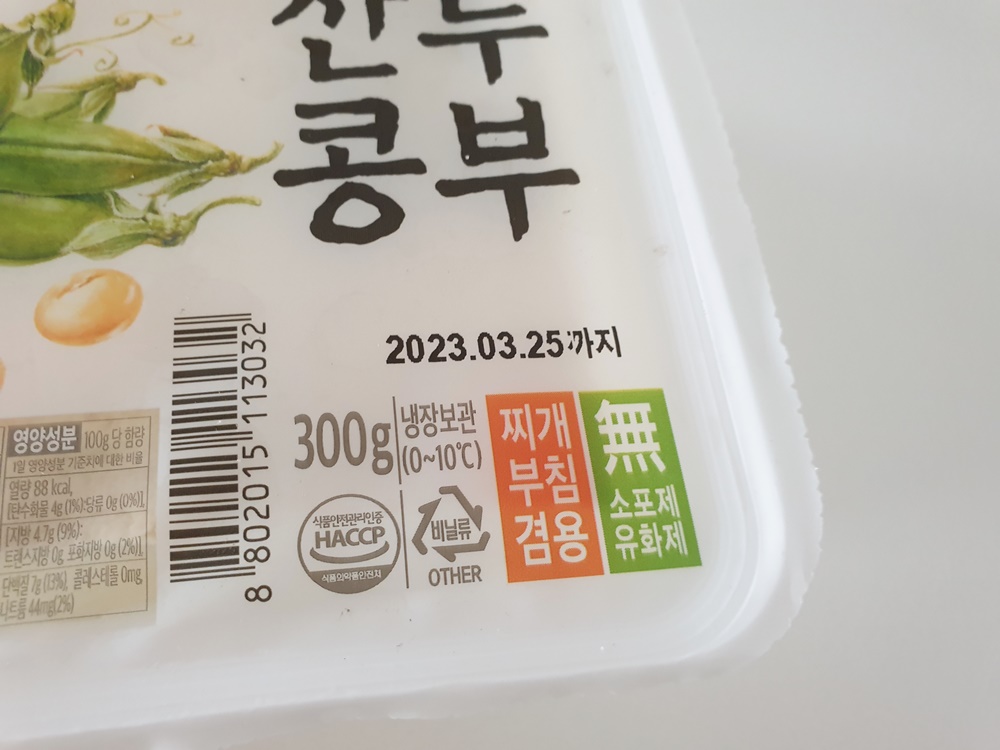 산 두
콩 부
2023.03.25까지
8 802015 113032
300g
냉장보관
(0~10℃)
찌개
부침
겸용
無
소포제
유화제
식품안전관리인증
HACCP
식품의약품안전처
비닐류
OTHER
영양성분 100g 당 함량
1일 영양성분 기준치에 대한 비율
열량 88 kcal,
탄수화물 4g (1%):당류 0g (0%),
지방 4.7g (9%):
트랜스지방 0g, 포화지방 0g (2%),
단백질 7g (13%), 콜레스테롤 0mg,
나트륨 44mg(2%)